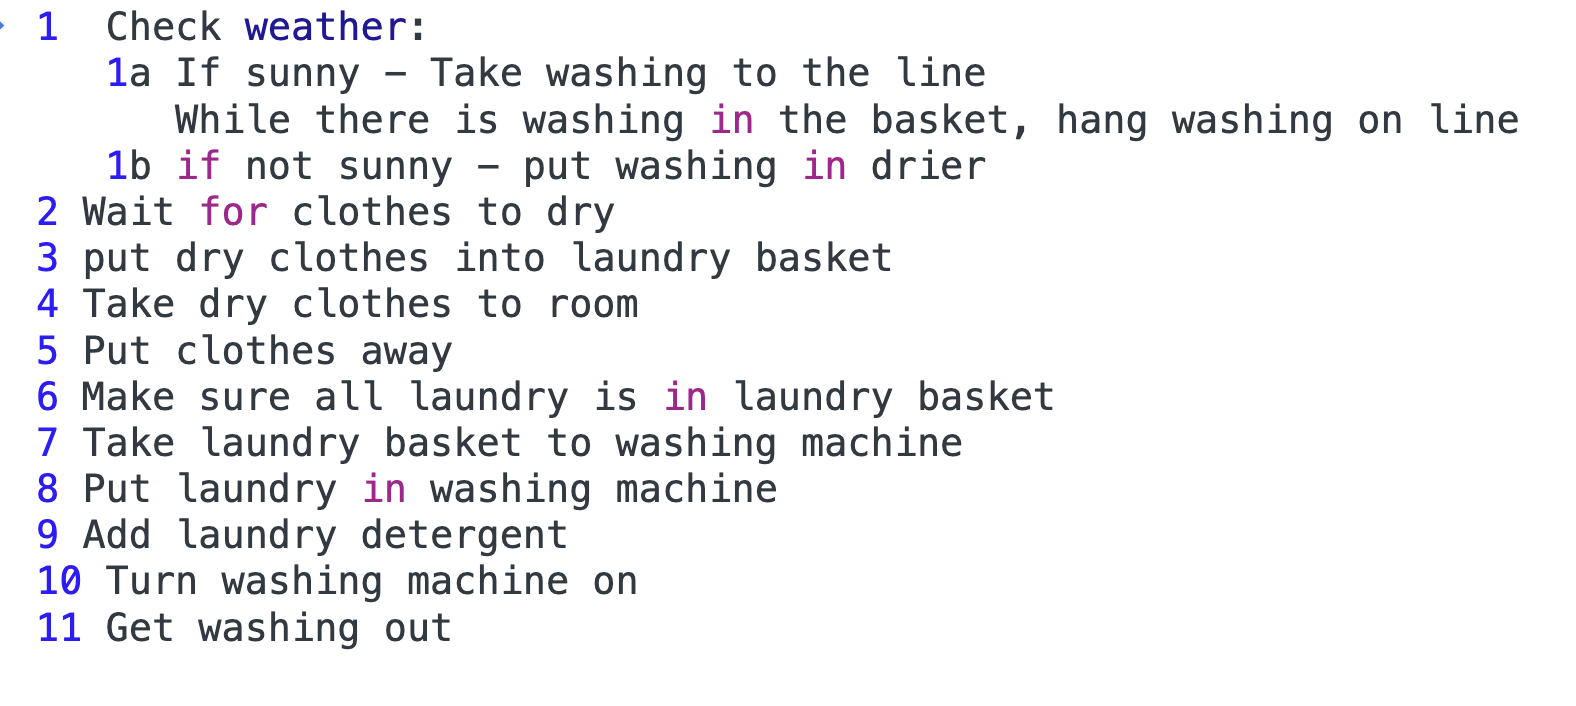 1  Check weather:
   1a If sunny – Take washing to the line
      While there is washing in the basket, hang washing on line
   1b if not sunny – put washing in drier
2 Wait for clothes to dry
3 put dry clothes into laundry basket
4 Take dry clothes to room
5 Put clothes away
6 Make sure all laundry is in laundry basket
7 Take laundry basket to washing machine
8 Put laundry in washing machine
9 Add laundry detergent
10 Turn washing machine on
11 Get washing out